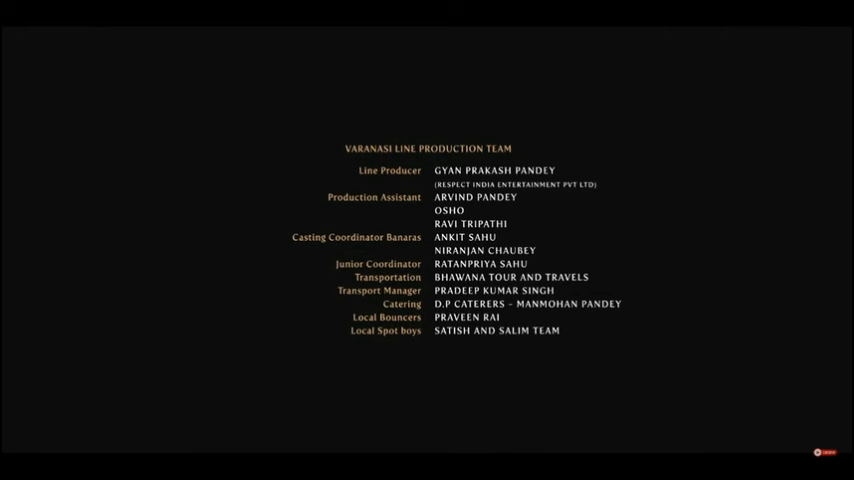 VARANASI LINE PRODUCTION TEAM
Line Producer GYAN PRAKASH PANDEY
(RESPECT INDIA ENTERTAINMENT PVT LTD)
Production Assistant ARVIND PANDEY
OSHO
RAVI TRIPATHI
Casting Coordinator Banaras ANKIT SAHU
NIRANJAN CHAUBEY
Junior Coordinator RATANPRIYA SAHU
Transportation BHAWANA TOUR AND TRAVELS
Transport Manager PRADEEP KUMAR SINGH
Catering D.P CATERERS - MANMOHAN PANDEY
Local Bouncers PRAVEEN RAI
Local Spot boys SATISH AND SALIM TEAM